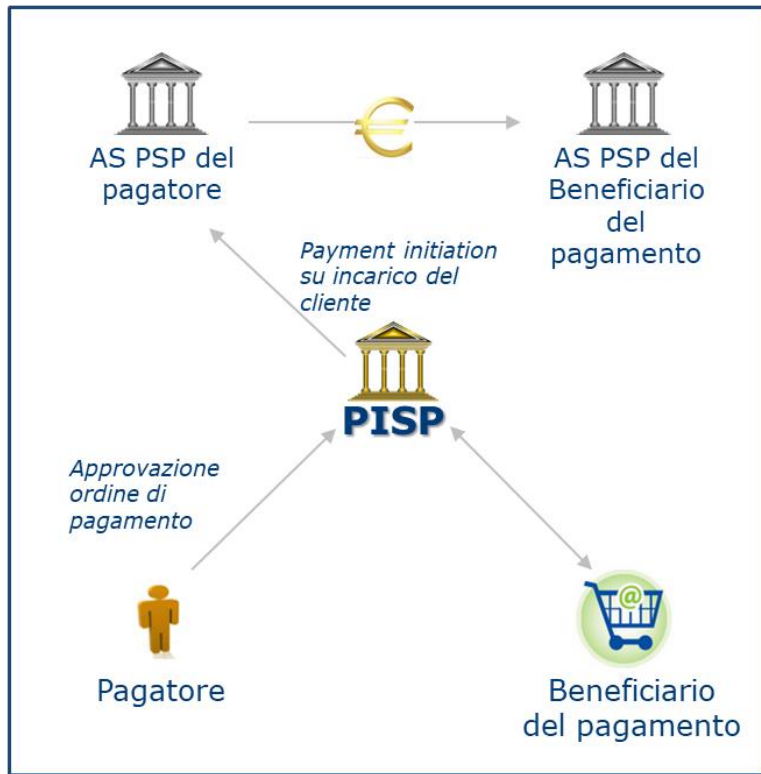 AS PSP del
pagatore
€
AS PSP del
Beneficiario
del
pagamento
Payment initiation
su incarico del
cliente
PISP
Approvazione
ordine di
pagamento
@
Pagatore
Beneficiario
del pagamento